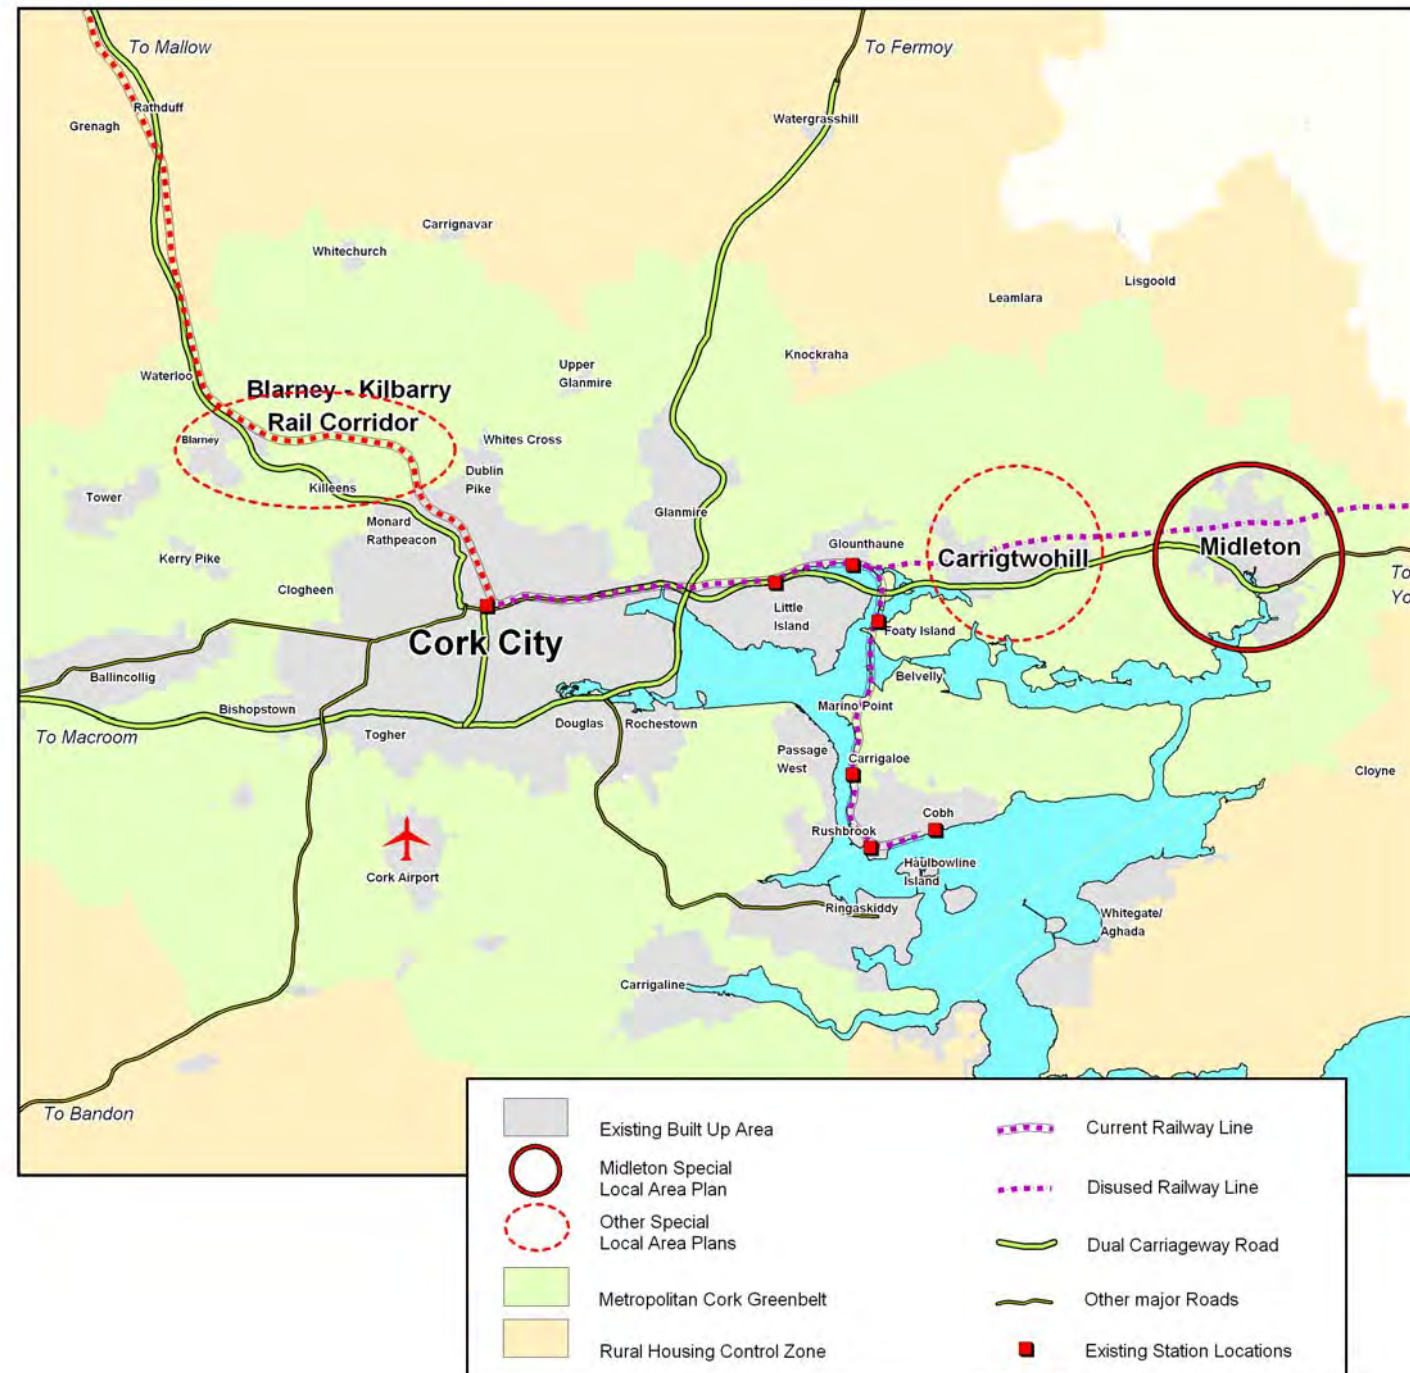 To Mallow
To Fermoy
Rathduff
Grenagh
Watergrasshill
Carrignavar
Whitechurch
Lisgoold
Leamlara
Knockraha
Upper
Glanmire
Waterloo
Blarney - Kilbarry
Rail Corridor
Blarney
Whites Cross
Dublin
Pike
Killeens
Tower
Glanmire
Monard
Rathpeacon
Glounthaune
Carrigtwohill
Midleton
Kerry Pike
Clogheen
To
Yo
Little
Island
Foaty Island
Cork City
Ballincollig
Belvelly
Bishopstown
Marino Point
To Macroom
Togher
Douglas
Rochestown
Passage
West
Carrigaloe
Cloyne
Cobh
Rushbrook
Haulbowline
Island
Cork Airport
Ringaskiddy
Whitegate/
Aghada
Carrigaline
To Bandon
Existing Built Up Area
Midleton Special
Local Area Plan
Other Special
Local Area Plans
Metropolitan Cork Greenbelt
Rural Housing Control Zone
Current Railway Line
Disused Railway Line
Dual Carriageway Road
Other major Roads
Existing Station Locations